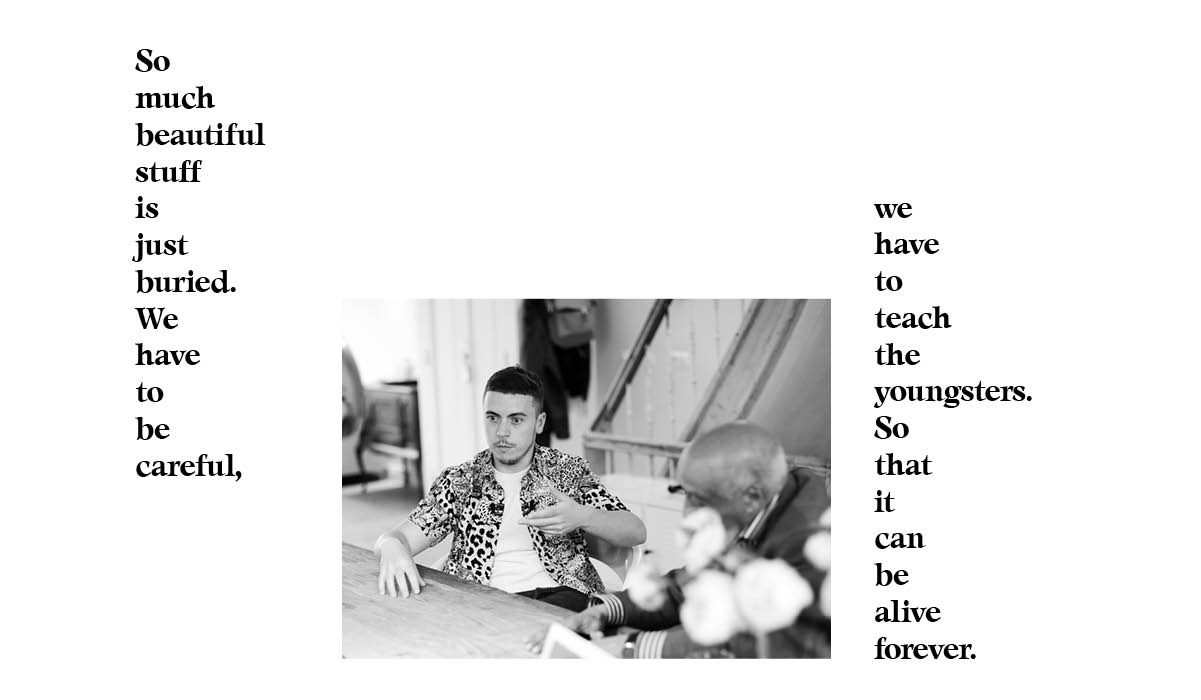 So
much
beautiful
stuff
is
just
buried.
We
have
to
be
careful,
we
have
to
teach
the
youngsters.
So
that
it
can
be
alive
forever.